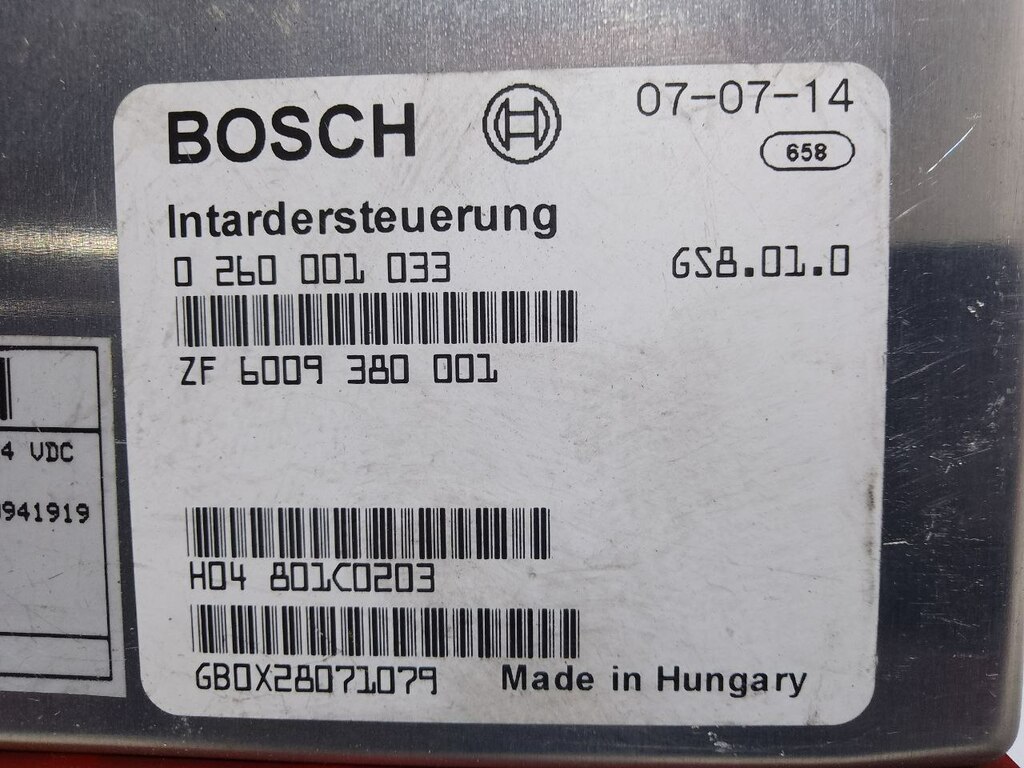 BOSCH
07-07-14
658
Intardersteuerung
0 260 001 033
GS8.01.0
ZF 6009 380 001
H04 801C0203
GB0X28071079
Made in Hungary
4 VDC
941919